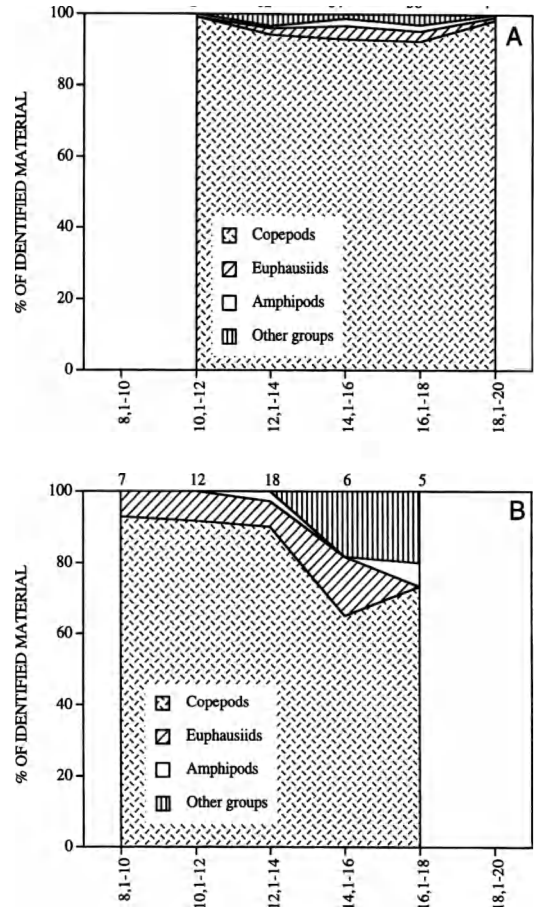 A
100
80
60
40
20
0
% OF IDENTIFIED MATERIAL
Copepods
Euphausiids
Amphipods
Other groups
8,1-10
10,1-12
12,1-14
14,1-16
16,1-18
18,1-20
7 12 18 6 5
B
100
80
60
40
20
0
% OF IDENTIFIED MATERIAL
Copepods
Euphausiids
Amphipods
Other groups
8,1-10
10,1-12
12,1-14
14,1-16
16,1-18
18,1-20